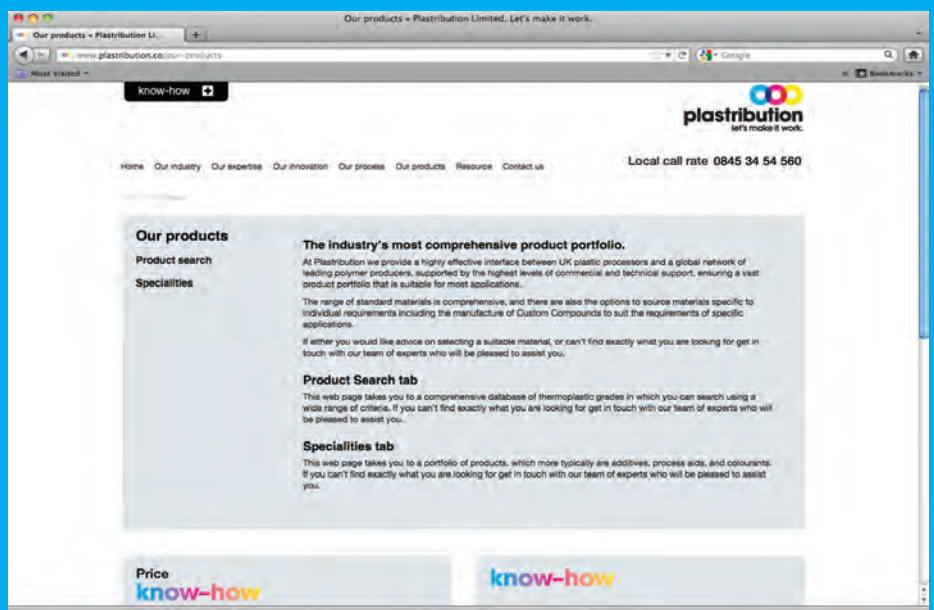 Our products « Plastribution Limited. Let's make it work.
Our products « Plastribution Li... +
www.plastribution.co/our-products
Google
Most Visited
Bookmarks
know-how +
plastribution
let's make it work.
Local call rate 0845 34 54 560
Home Our industry Our expertise Our innovation Our process Our products Resource Contact us
Our products
Product search
Specialities
The industry's most comprehensive product portfolio.
At Plastribution we provide a highly effective interface between UK plastic processors and a global network of
leading polymer producers, supported by the highest levels of commercial and technical support, ensuring a vast
product portfolio that is suitable for most applications.
The range of standard materials is comprehensive, and there are also the options to source materials specific to
individual requirements including the manufacture of Custom Compounds to suit the requirements of specific
applications.
If either you would like advice on selecting a suitable material, or can't find exactly what you are looking for get in
touch with our team of experts who will be pleased to assist you.
Product Search tab
This web page takes you to a comprehensive database of thermoplastic grades in which you can search using a
wide range of criteria. If you can't find exactly what you are looking for get in touch with our team of experts who will
be pleased to assist you.
Specialities tab
This web page takes you to a portfolio of products, which more typically are additives, process aids, and colourants.
If you can't find exactly what you are looking for get in touch with our team of experts who will be pleased to assist
you.
Price
know-how
know-how